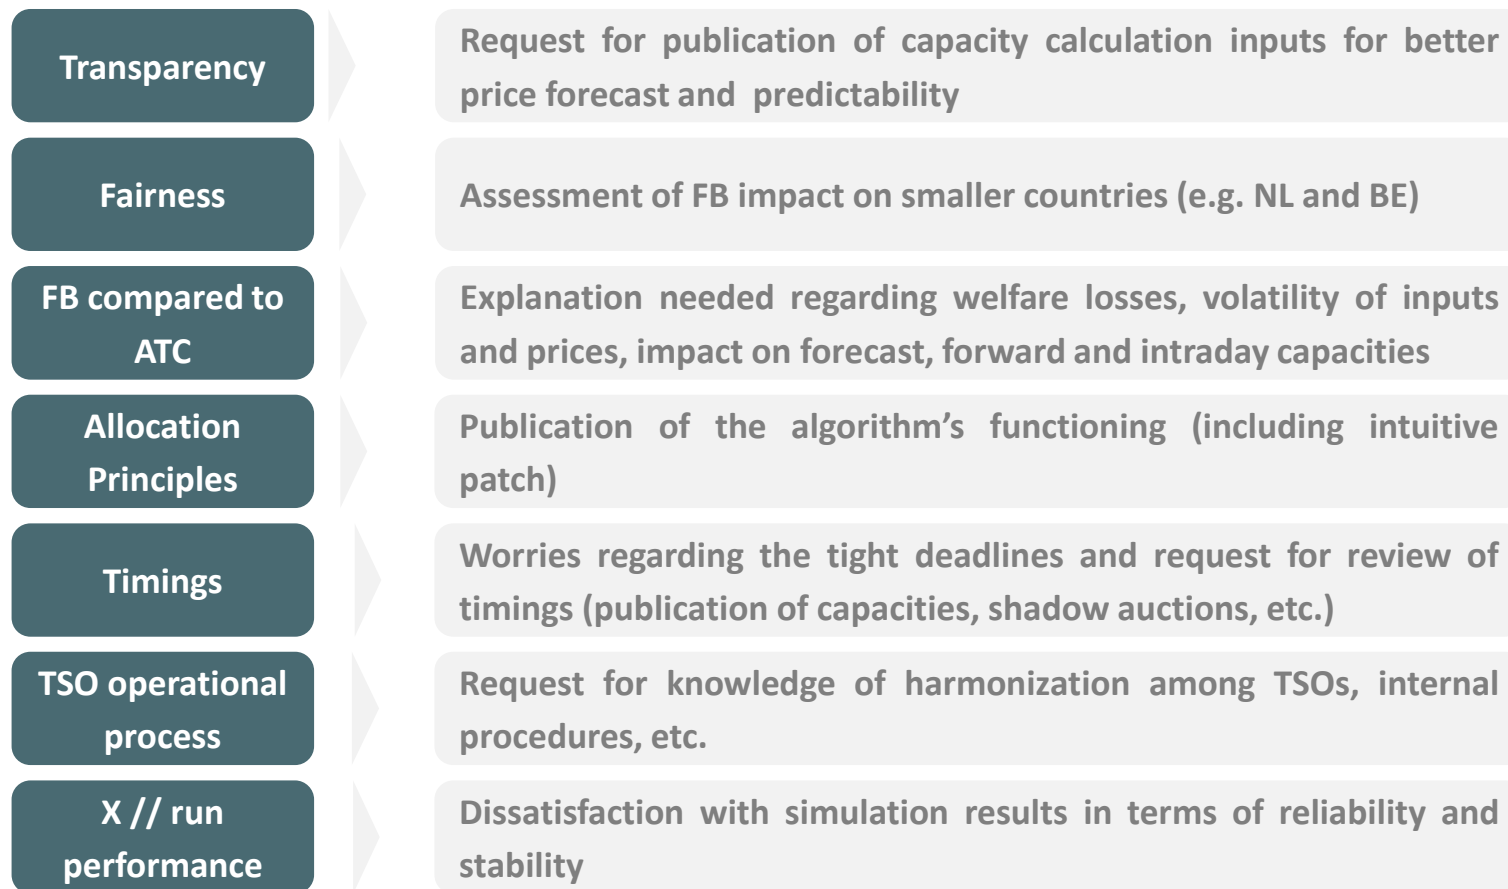 Transparency
Request for publication of capacity calculation inputs for better
price forecast and predictability
Fairness
Assessment of FB impact on smaller countries (e.g. NL and BE)
FB compared to
ATC
Explanation needed regarding welfare losses, volatility of inputs
and prices, impact on forecast, forward and intraday capacities
Allocation
Principles
Publication of the algorithm’s functioning (including intuitive
patch)
Timings
Worries regarding the tight deadlines and request for review of
timings (publication of capacities, shadow auctions, etc.)
TSO operational
process
Request for knowledge of harmonization among TSOs, internal
procedures, etc.
X // run
performance
Dissatisfaction with simulation results in terms of reliability and
stability